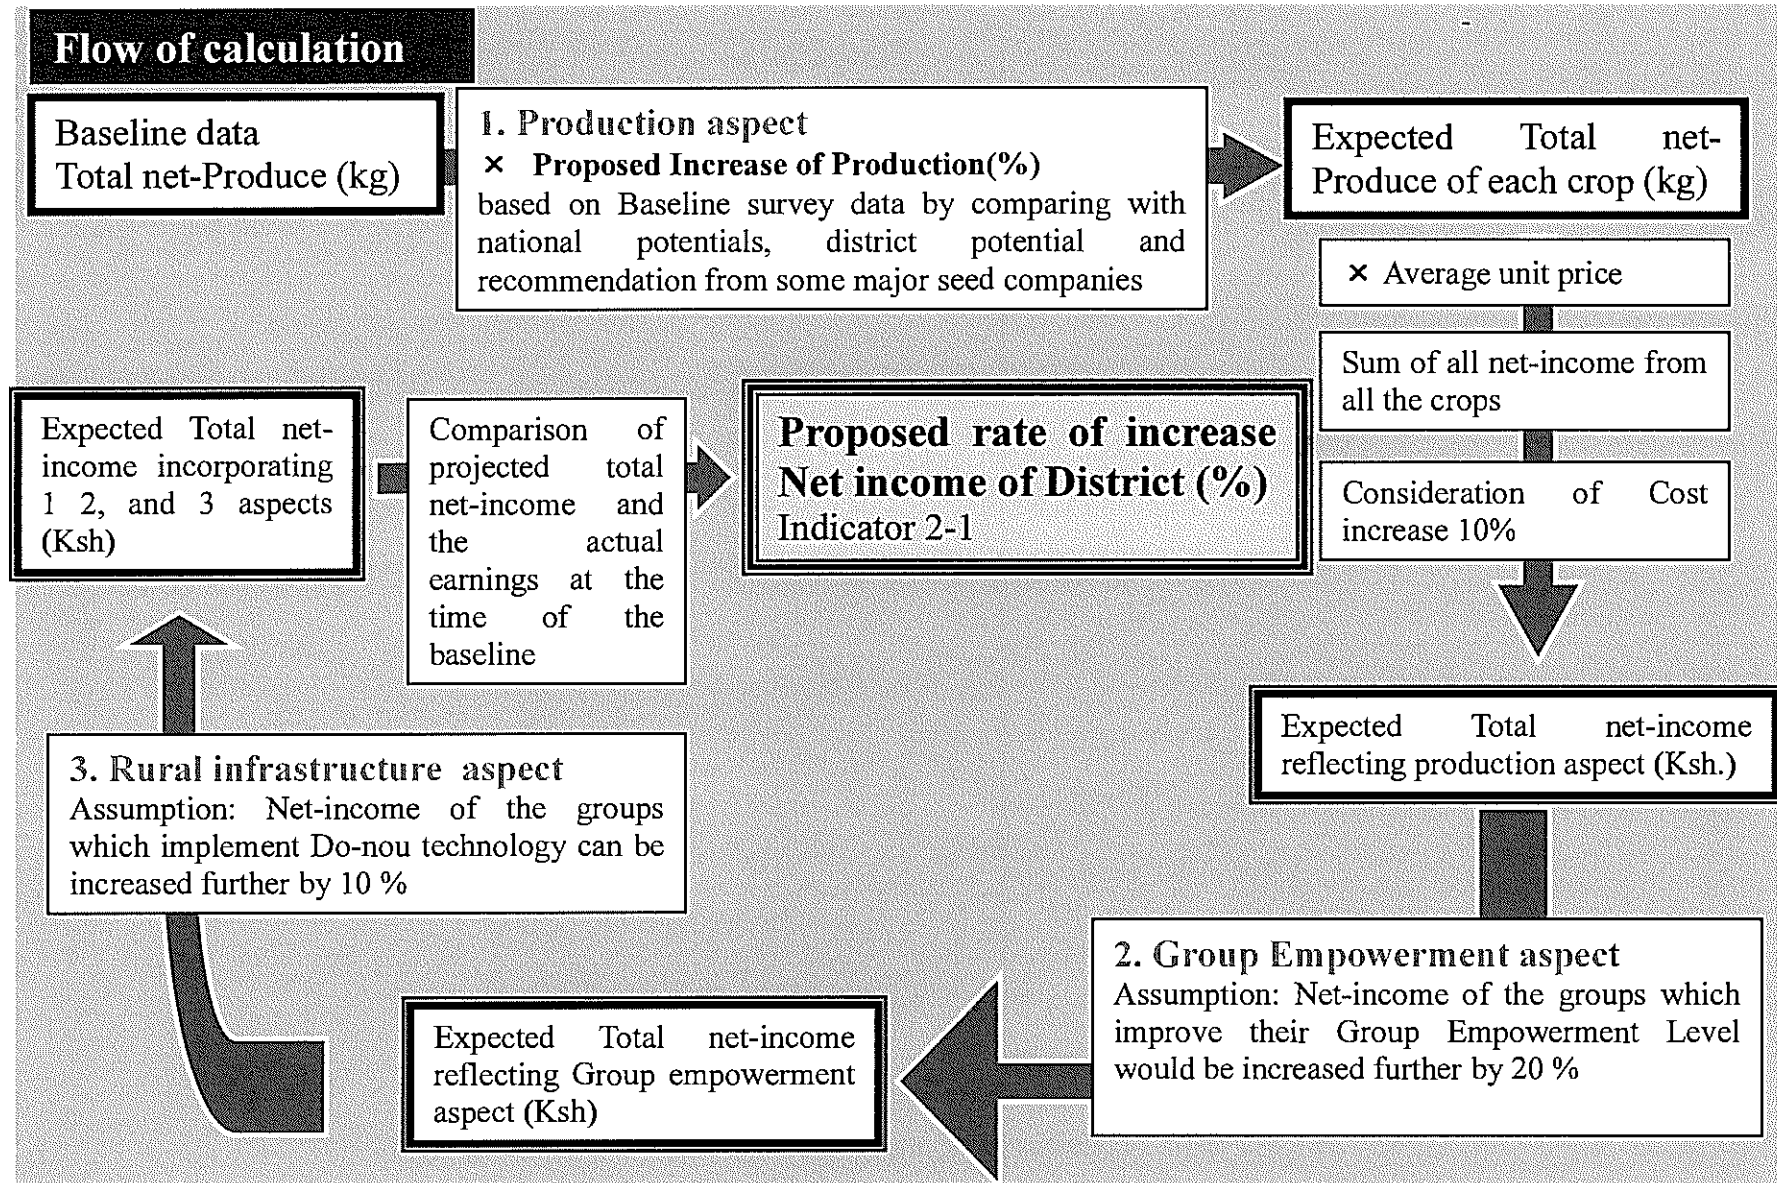 Flow of calculation
Baseline data
Total net-Produce (kg)
1. Production aspect
× Proposed Increase of Production(%)
based on Baseline survey data by comparing with
national potentials, district potential and
recommendation from some major seed companies
Expected Total net-
Produce of each crop (kg)
× Average unit price
Sum of all net-income from
all the crops
Consideration of Cost
increase 10%
Expected Total net-income
reflecting production aspect (Ksh.)
2. Group Empowerment aspect
Assumption: Net-income of the groups which
improve their Group Empowerment Level
would be increased further by 20 %
Expected Total net-income
reflecting Group empowerment
aspect (Ksh)
3. Rural infrastructure aspect
Assumption: Net-income of the groups
which implement Do-nou technology can be
increased further by 10 %
Expected Total net-
income incorporating
1 2, and 3 aspects
(Ksh)
Comparison of
projected total
net-income and
the actual
earnings at the
time of the
baseline
Proposed rate of increase
Net income of District (%)
Indicator 2-1